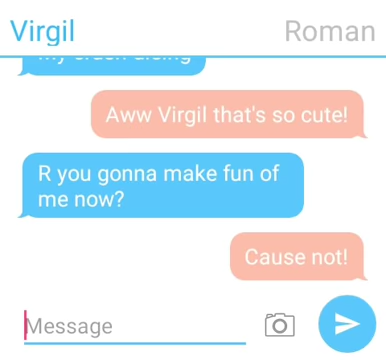 Virgil
Roman
Aww Virgil that's so cute!
R you gonna make fun of
me now?
Cause not!
Message